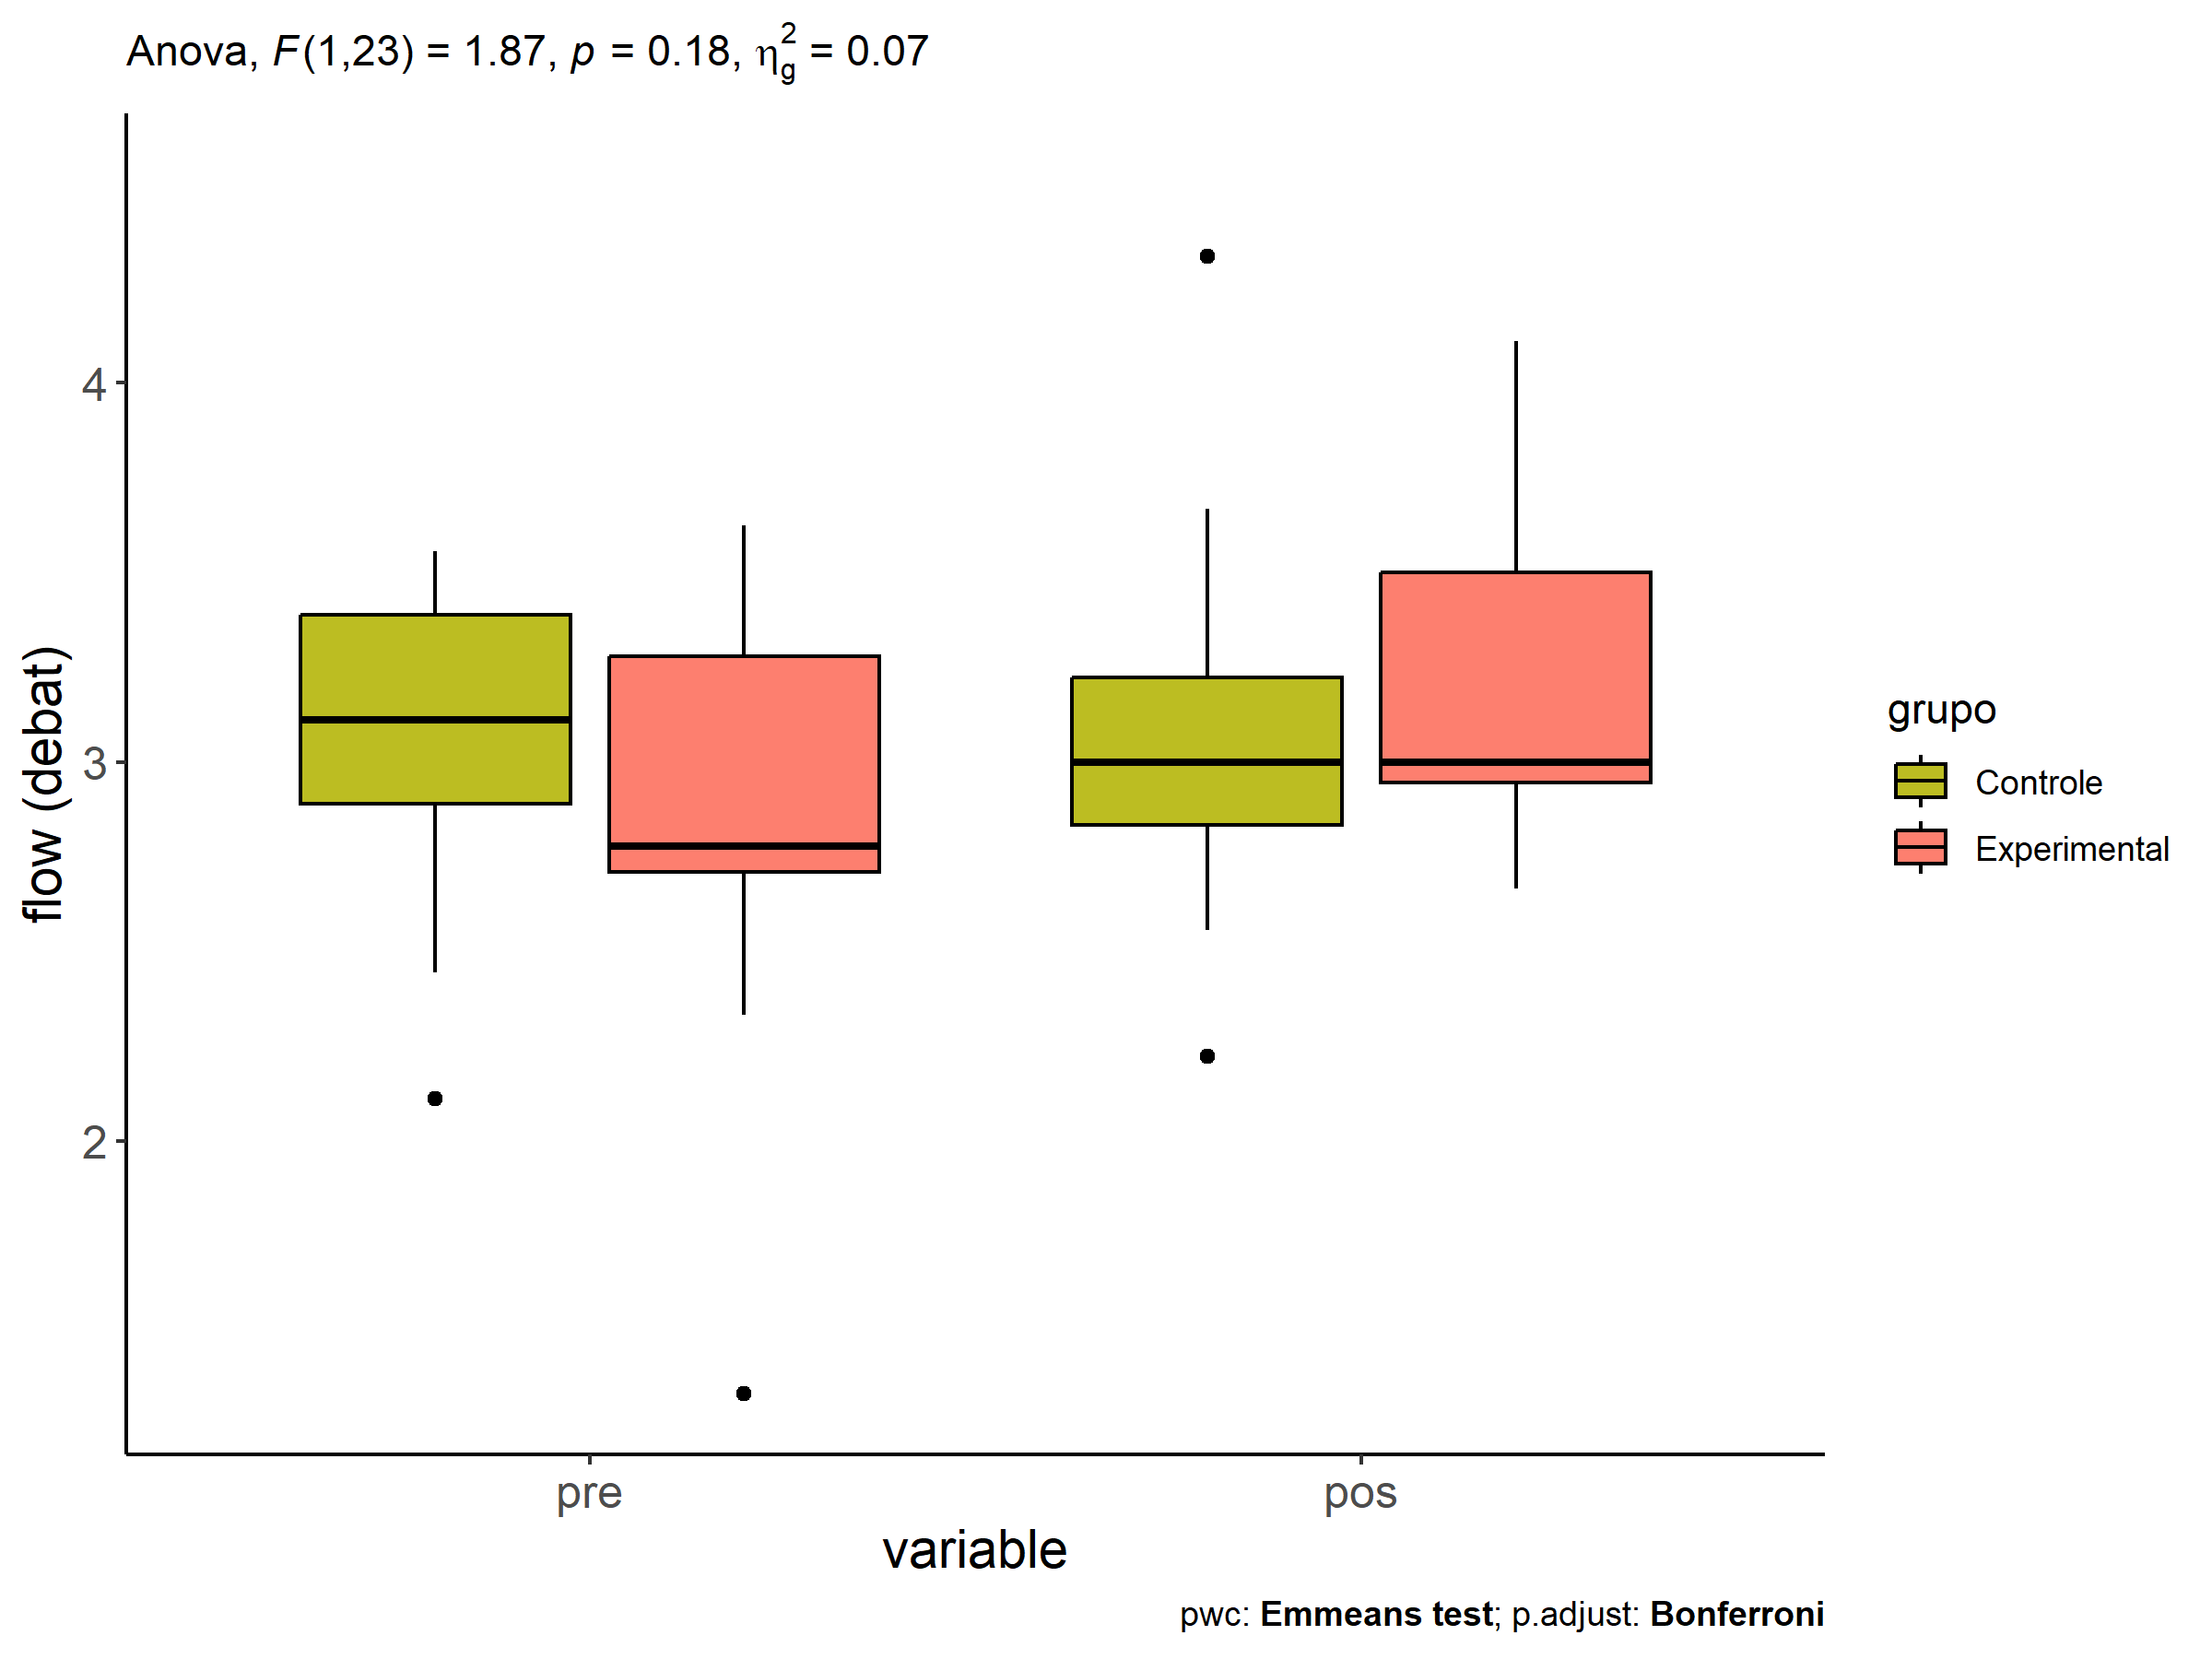 Anova, F(1,23) = 1.87, p = 0.18, η²g = 0.07
flow (debat)
4
3
2
pre
pos
variable
grupo
Controle
Experimental
pwc: Emmeans test; p.adjust: Bonferroni